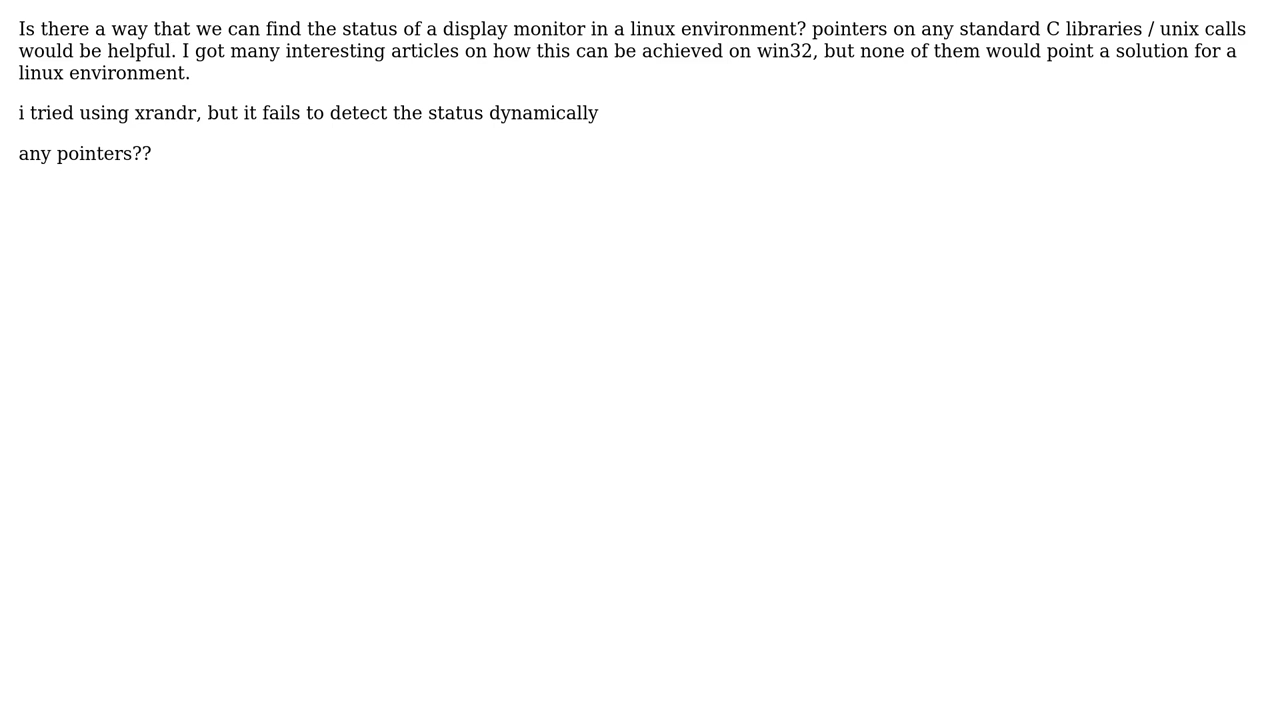 Is there a way that we can find the status of a display monitor in a linux environment? pointers on any standard C libraries / unix calls
would be helpful. I got many interesting articles on how this can be achieved on win32, but none of them would point a solution for a
linux environment.
i tried using xrandr, but it fails to detect the status dynamically
any pointers??